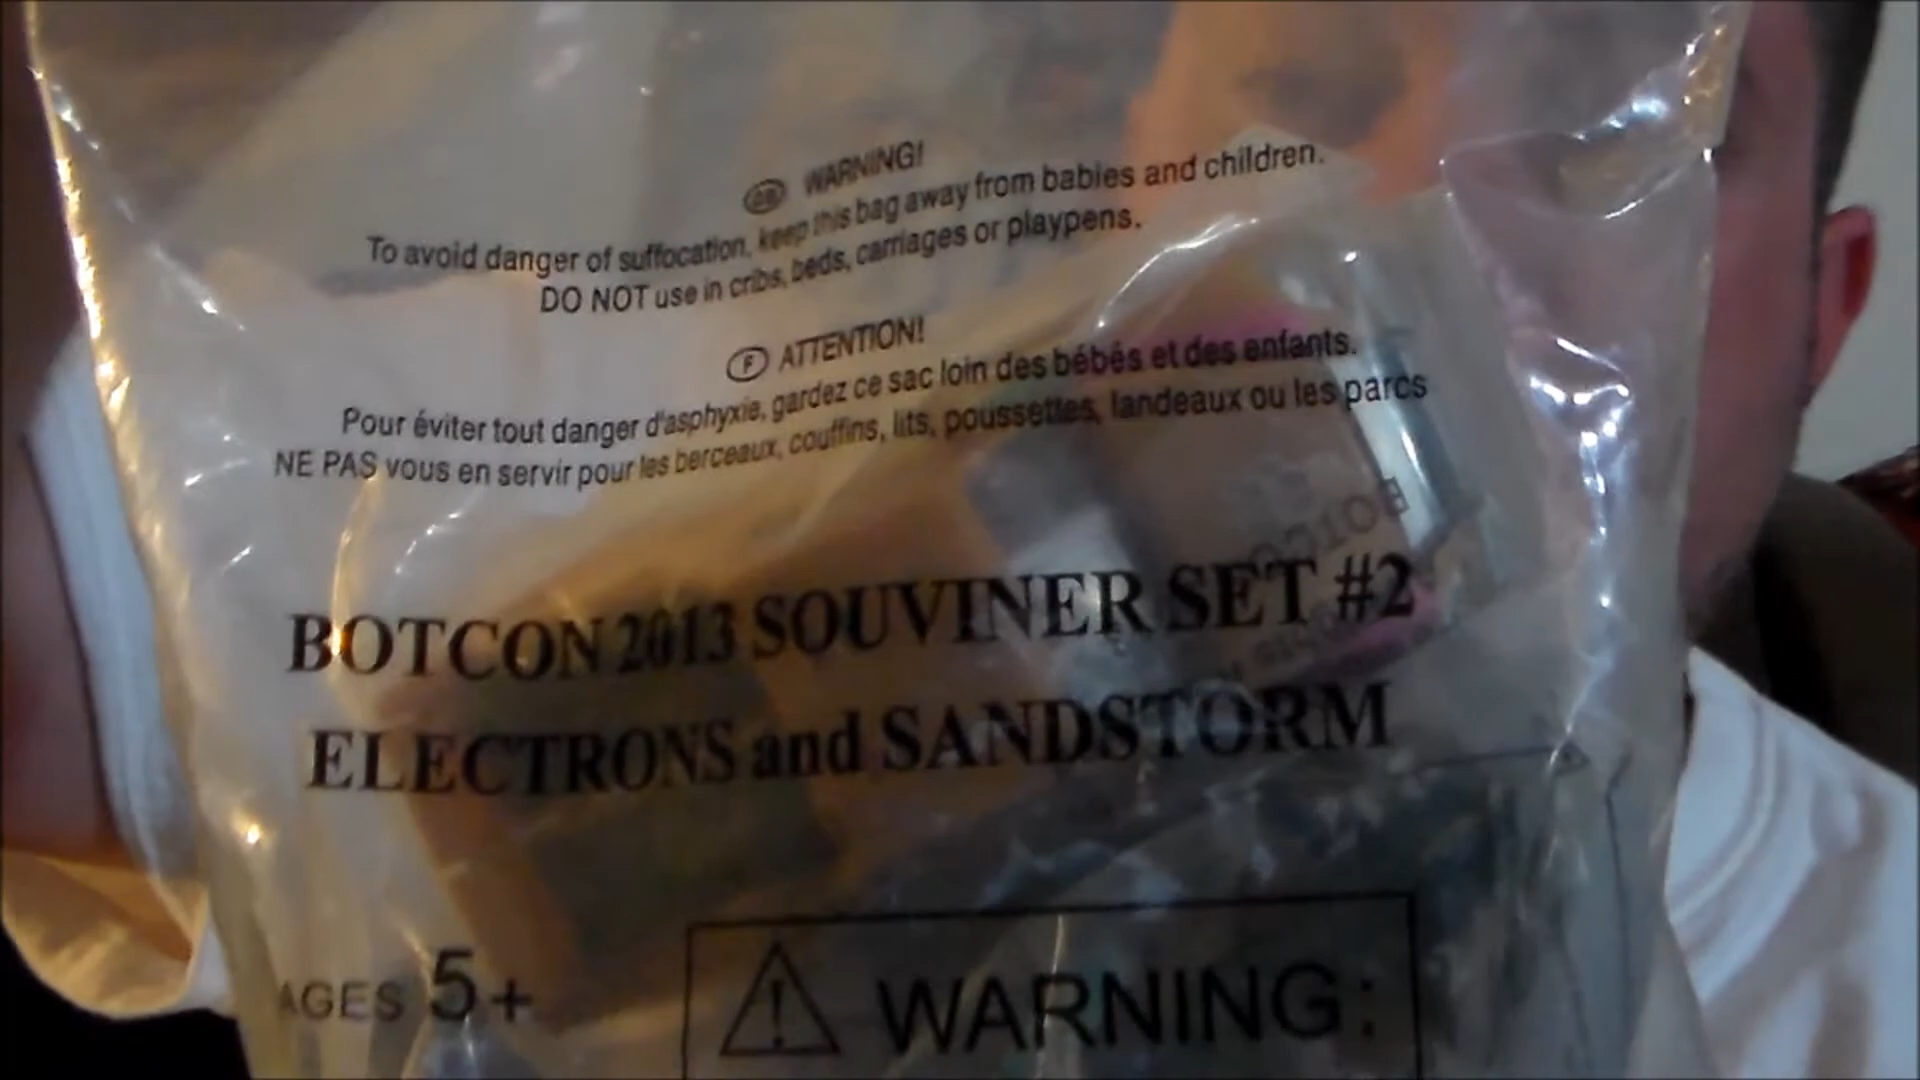 GB WARNING!
To avoid danger of suffocation, keep this bag away from babies and children.
DO NOT use in cribs, beds, carriages or playpens.
F ATTENTION!
Pour éviter tout danger d'asphyxie, gardez ce sac loin des bébés et des enfants.
NE PAS vous en servir pour les berceaux, couffins, lits, poussettes, landeaux ou les parcs
BOTCON 2013 SOUVINER SET #2
ELECTRONS and SANDSTORM
AGES 5+
WARNING: